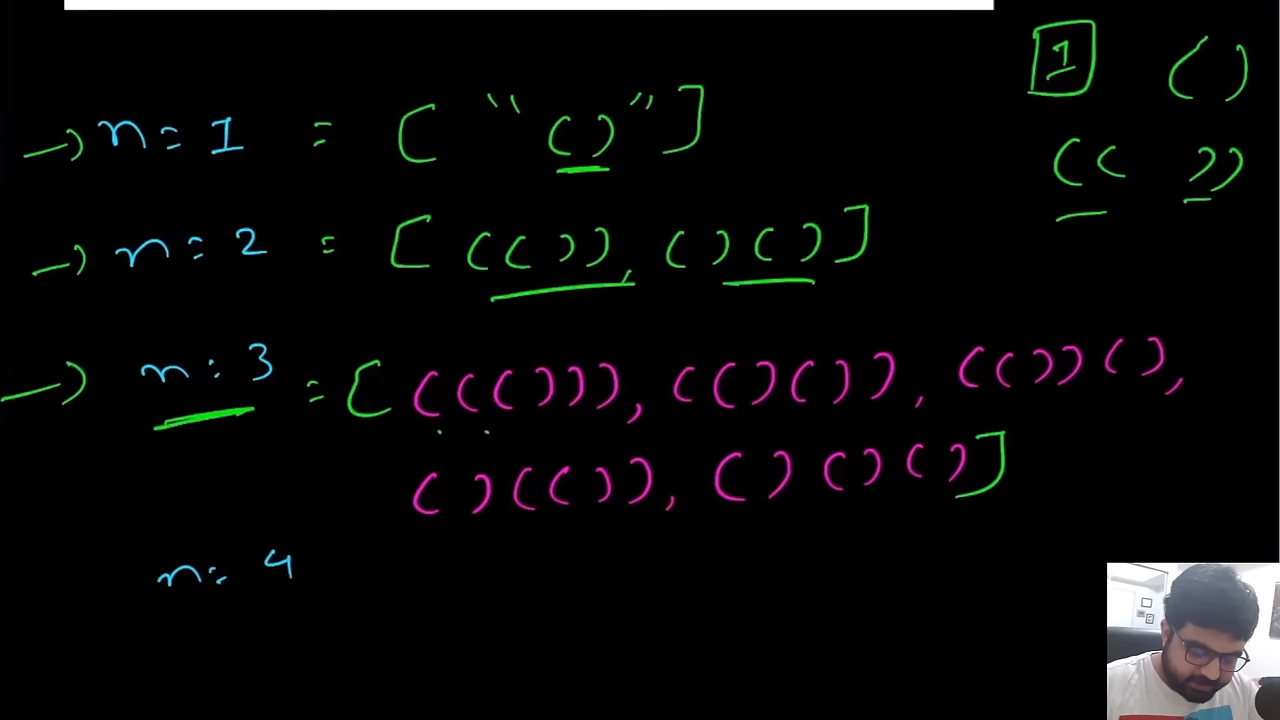 → n = 1 = [ "()" ]
1 ()
(( ))
→ n = 2 = [ (()), ()() ]
→ n = 3 = [ ((())), (()()), (())(),
()(()), ()()() ]
n = 4